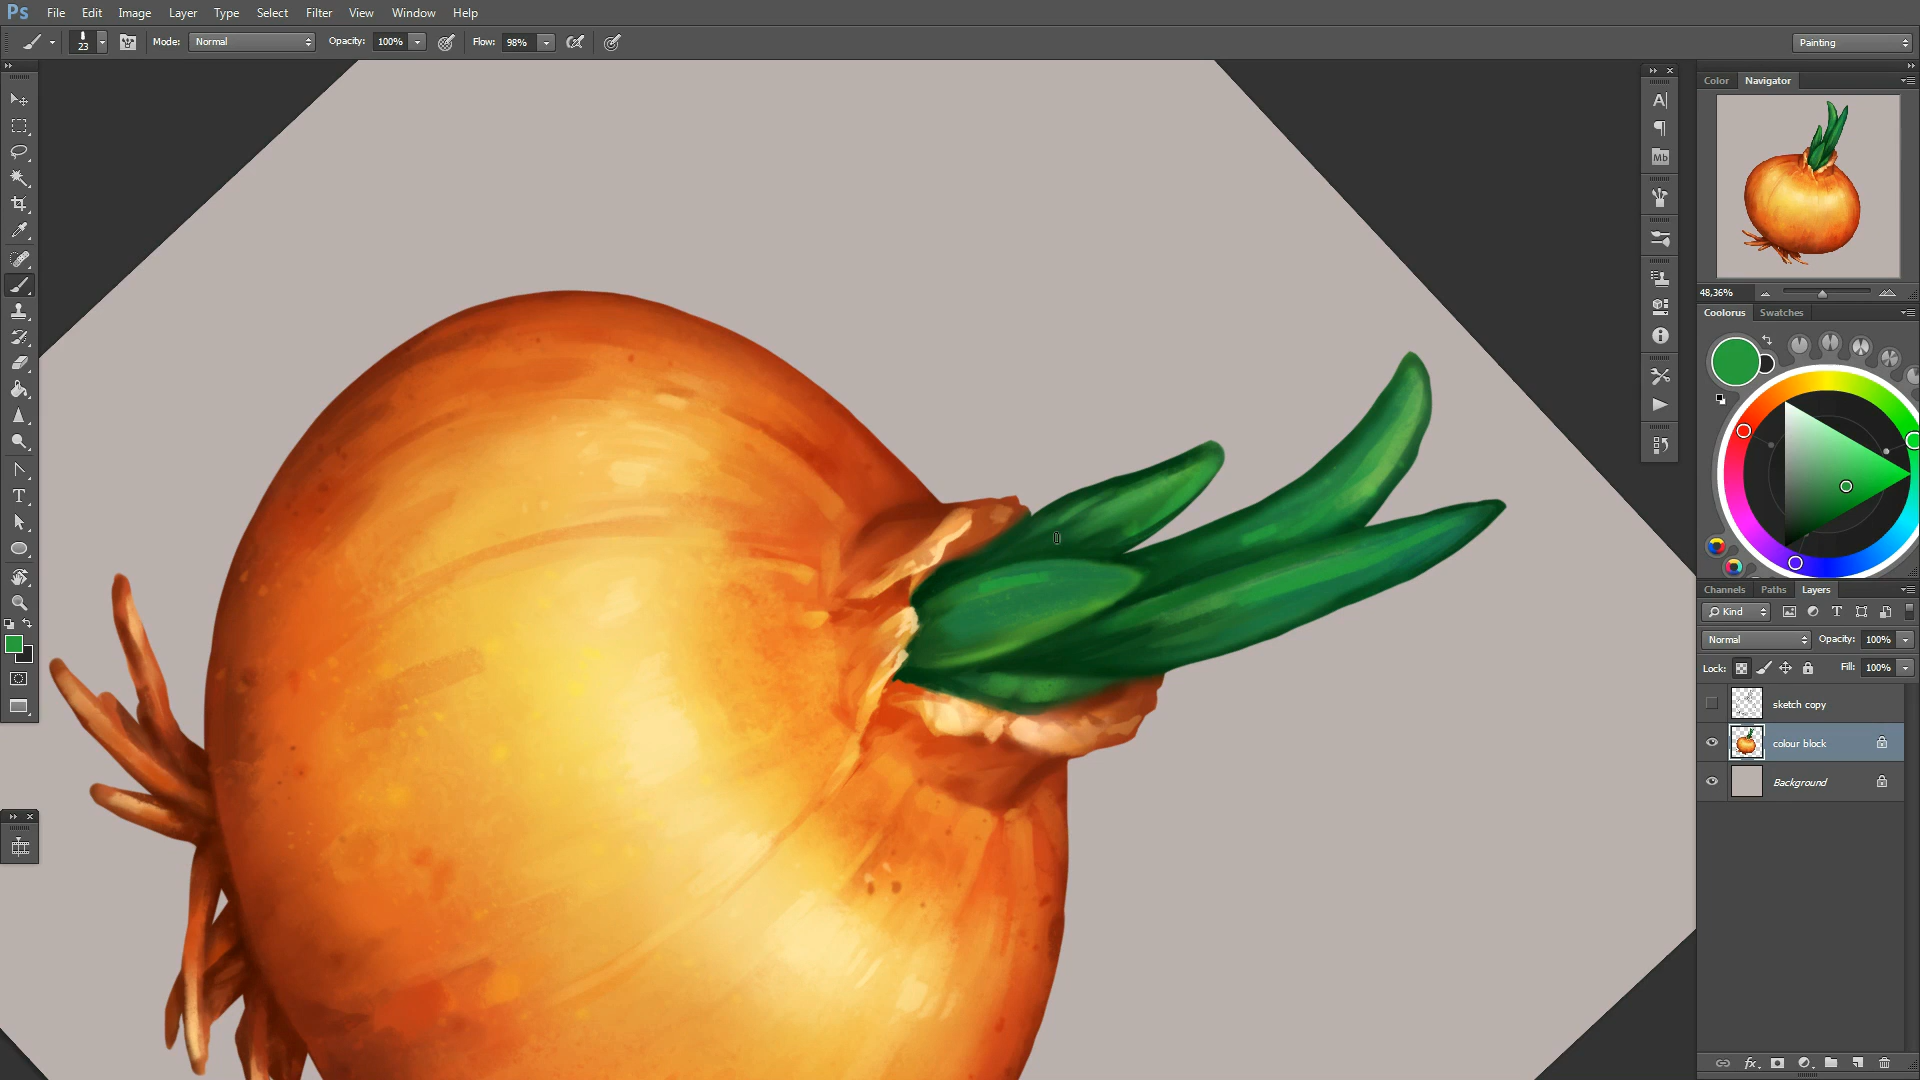 Ps File Edit Image Layer Type Select Filter View Window Help
23 Mode: Normal Opacity: 100% Flow: 98% Painting
Color Navigator
A|
Mb
48,36%
Coolorus Swatches
T
Channels Paths Layers
Kind T
Normal Opacity: 100%
Lock: Fill: 100%
sketch copy
colour block
Background
fx